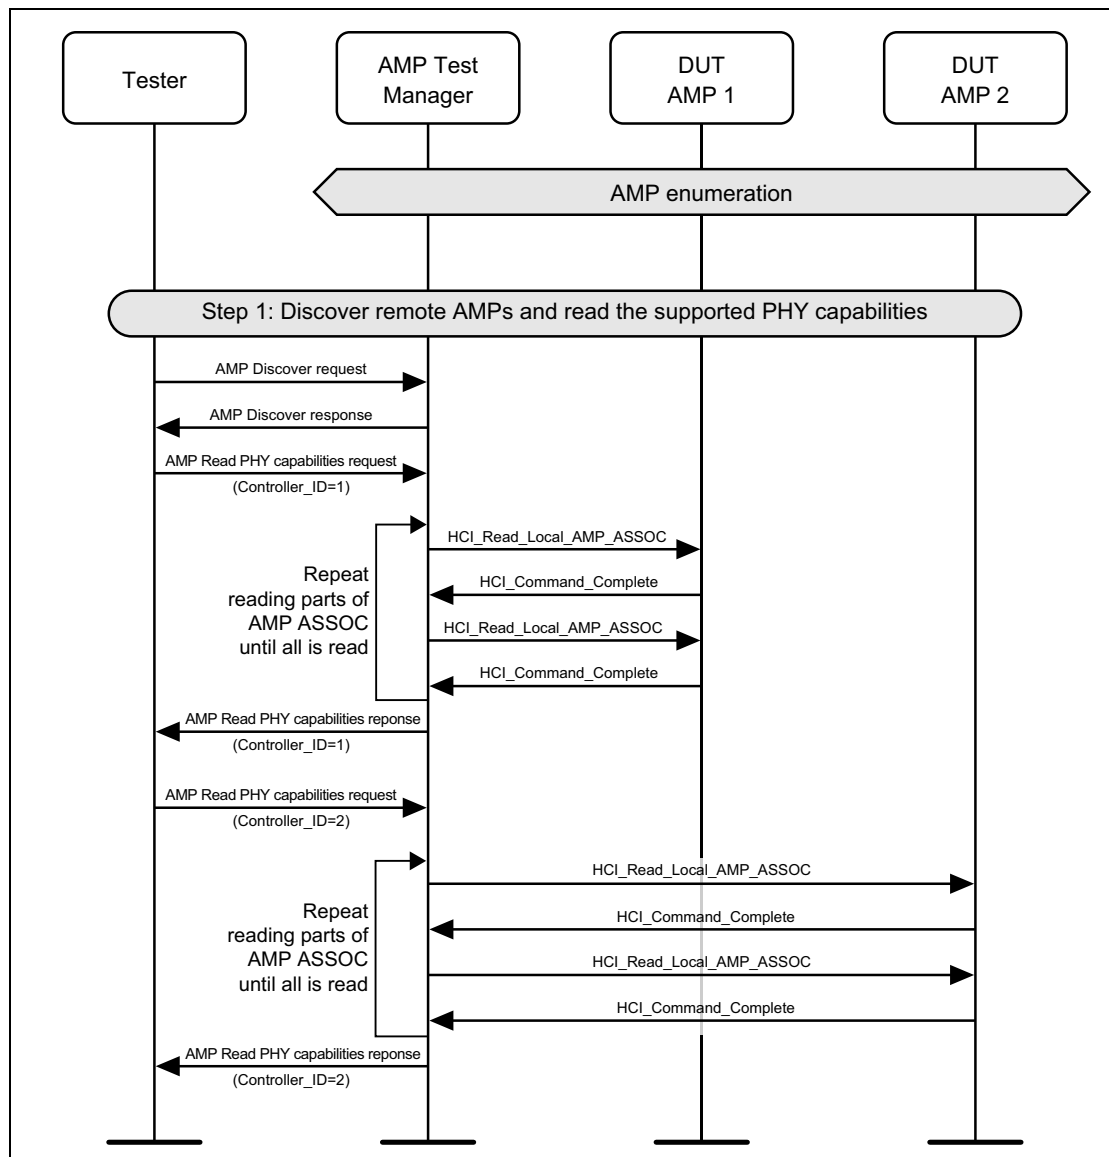 Tester
AMP Test
Manager
DUT
AMP 1
DUT
AMP 2
AMP enumeration
Step 1: Discover remote AMPs and read the supported PHY capabilities
AMP Discover request
AMP Discover response
AMP Read PHY capabilities request
(Controller_ID=1)
HCI_Read_Local_AMP_ASSOC
HCI_Command_Complete
HCI_Read_Local_AMP_ASSOC
HCI_Command_Complete
Repeat
reading parts of
AMP ASSOC
until all is read
AMP Read PHY capabilities reponse
(Controller_ID=1)
AMP Read PHY capabilities request
(Controller_ID=2)
HCI_Read_Local_AMP_ASSOC
HCI_Command_Complete
HCI_Read_Local_AMP_ASSOC
HCI_Command_Complete
Repeat
reading parts of
AMP ASSOC
until all is read
AMP Read PHY capabilities reponse
(Controller_ID=2)